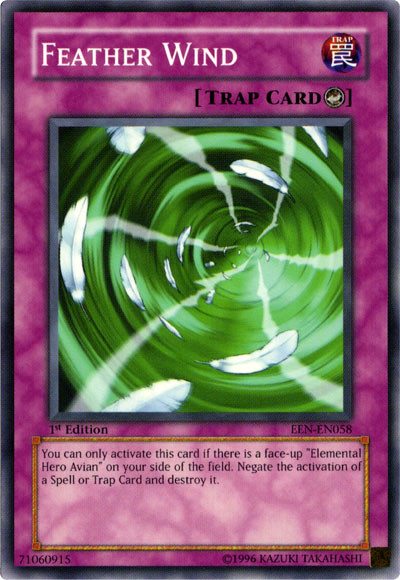 FEATHER WIND
TRAP
罠
[TRAP CARD]
1st Edition
EEN-EN058
You can only activate this card if there is a face-up "Elemental
Hero Avian" on your side of the field. Negate the activation of
a Spell or Trap Card and destroy it.
71060915
©1996 KAZUKI TAKAHASHI